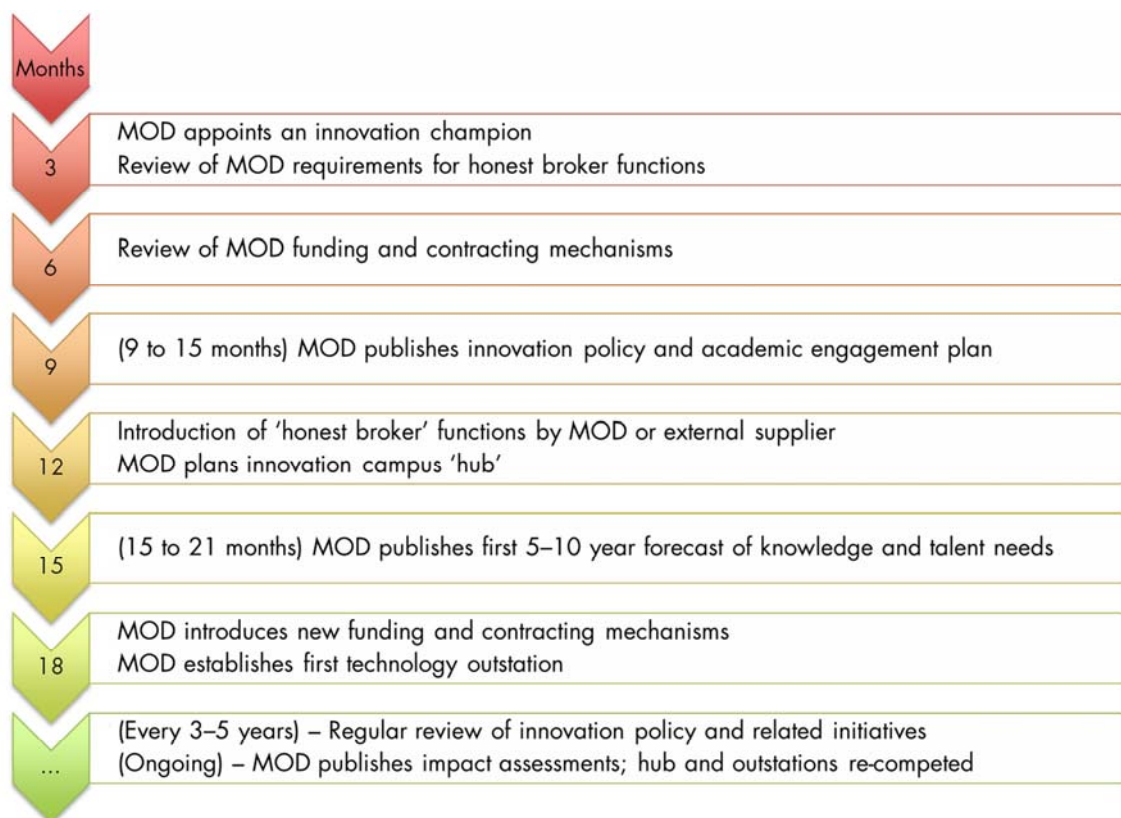 Months
3
MOD appoints an innovation champion
Review of MOD requirements for honest broker functions
6
Review of MOD funding and contracting mechanisms
9
(9 to 15 months) MOD publishes innovation policy and academic engagement plan
12
Introduction of ‘honest broker’ functions by MOD or external supplier
MOD plans innovation campus ‘hub’
15
(15 to 21 months) MOD publishes first 5–10 year forecast of knowledge and talent needs
18
MOD introduces new funding and contracting mechanisms
MOD establishes first technology outstation
...
(Every 3–5 years) – Regular review of innovation policy and related initiatives
(Ongoing) – MOD publishes impact assessments; hub and outstations re-competed